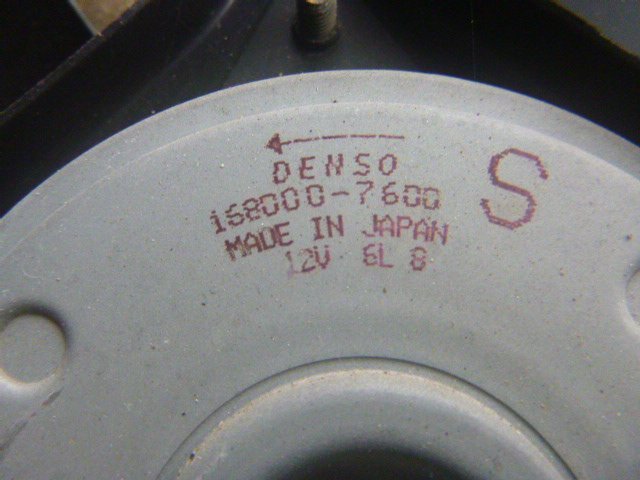 DENSO
168000-7600
S
MADE IN JAPAN
12V 6L 8